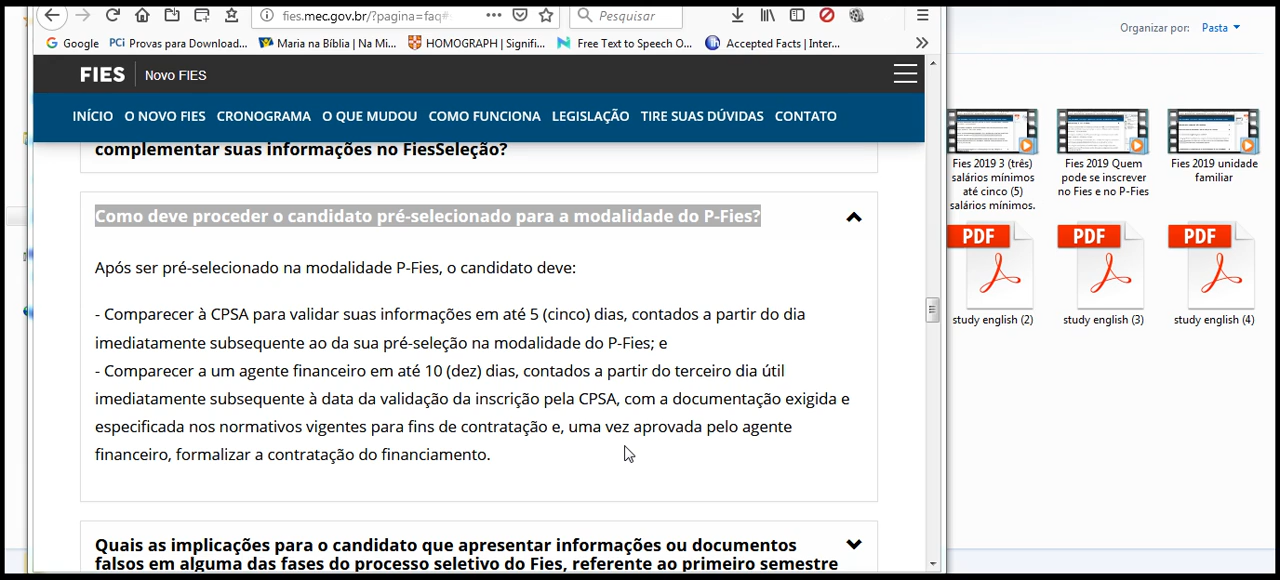 fies.mec.gov.br/?pagina=faq#
Pesquisar
Organizar por: Pasta
Google
Provas para Download...
Maria na Bíblia | Na Mi...
HOMOGRAPH | Signifi...
Free Text to Speech O...
Accepted Facts | Inter...
FIES Novo FIES
INÍCIO O NOVO FIES CRONOGRAMA O QUE MUDOU COMO FUNCIONA LEGISLAÇÃO TIRE SUAS DÚVIDAS CONTATO
complementar suas informações no FiesSeleção?
Como deve proceder o candidato pré-selecionado para a modalidade do P-Fies?
Após ser pré-selecionado na modalidade P-Fies, o candidato deve:
- Comparecer à CPSA para validar suas informações em até 5 (cinco) dias, contados a partir do dia
imediatamente subsequente ao da sua pré-seleção na modalidade do P-Fies; e
- Comparecer a um agente financeiro em até 10 (dez) dias, contados a partir do terceiro dia útil
imediatamente subsequente à data da validação da inscrição pela CPSA, com a documentação exigida e
especificada nos normativos vigentes para fins de contratação e, uma vez aprovada pelo agente
financeiro, formalizar a contratação do financiamento.
Quais as implicações para o candidato que apresentar informações ou documentos
falsos em alguma das fases do processo seletivo do Fies, referente ao primeiro semestre
Fies 2019 3 (três)
salários mínimos
até cinco (5)
salários mínimos.
Fies 2019 Quem
pode se inscrever
no Fies e no P-Fies
Fies 2019 unidade
familiar
PDF
study english (2)
PDF
study english (3)
PDF
study english (4)